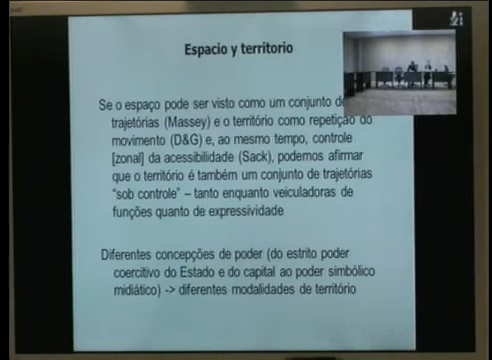 Espacio y territorio
Se o espaço pode ser visto como um conjunto d
trajetórias (Massey) e o território como repetição do
movimento (D&G) e, ao mesmo tempo, controle
[zonal] da acessibilidade (Sack), podemos afirmar
que o território é também um conjunto de trajetórias
"sob controle" – tanto enquanto veiculadoras de
funções quanto de expressividade
Diferentes concepções de poder (do estrito poder
coercitivo do Estado e do capital ao poder simbólico
midiático) -> diferentes modalidades de território